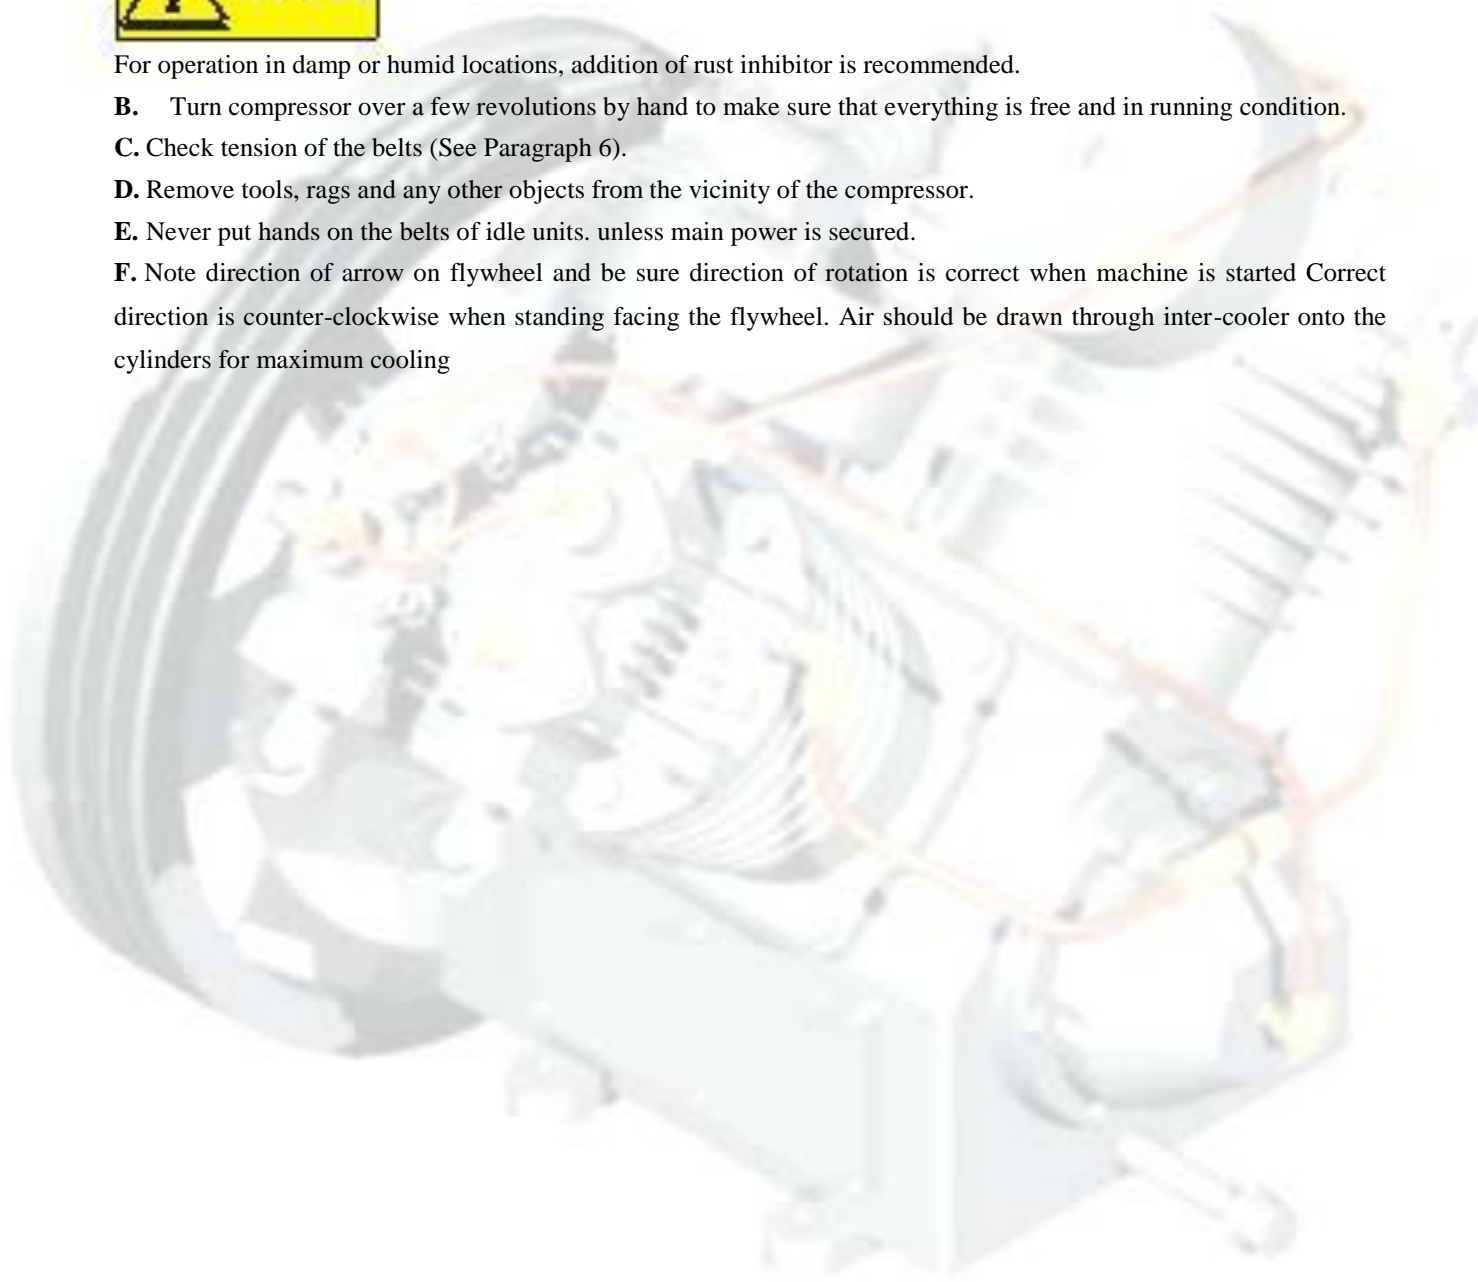 For operation in damp or humid locations, addition of rust inhibitor is recommended.
B. Turn compressor over a few revolutions by hand to make sure that everything is free and in running condition.
C. Check tension of the belts (See Paragraph 6).
D. Remove tools, rags and any other objects from the vicinity of the compressor.
E. Never put hands on the belts of idle units. unless main power is secured.
F. Note direction of arrow on flywheel and be sure direction of rotation is correct when machine is started Correct
direction is counter-clockwise when standing facing the flywheel. Air should be drawn through inter-cooler onto the
cylinders for maximum cooling